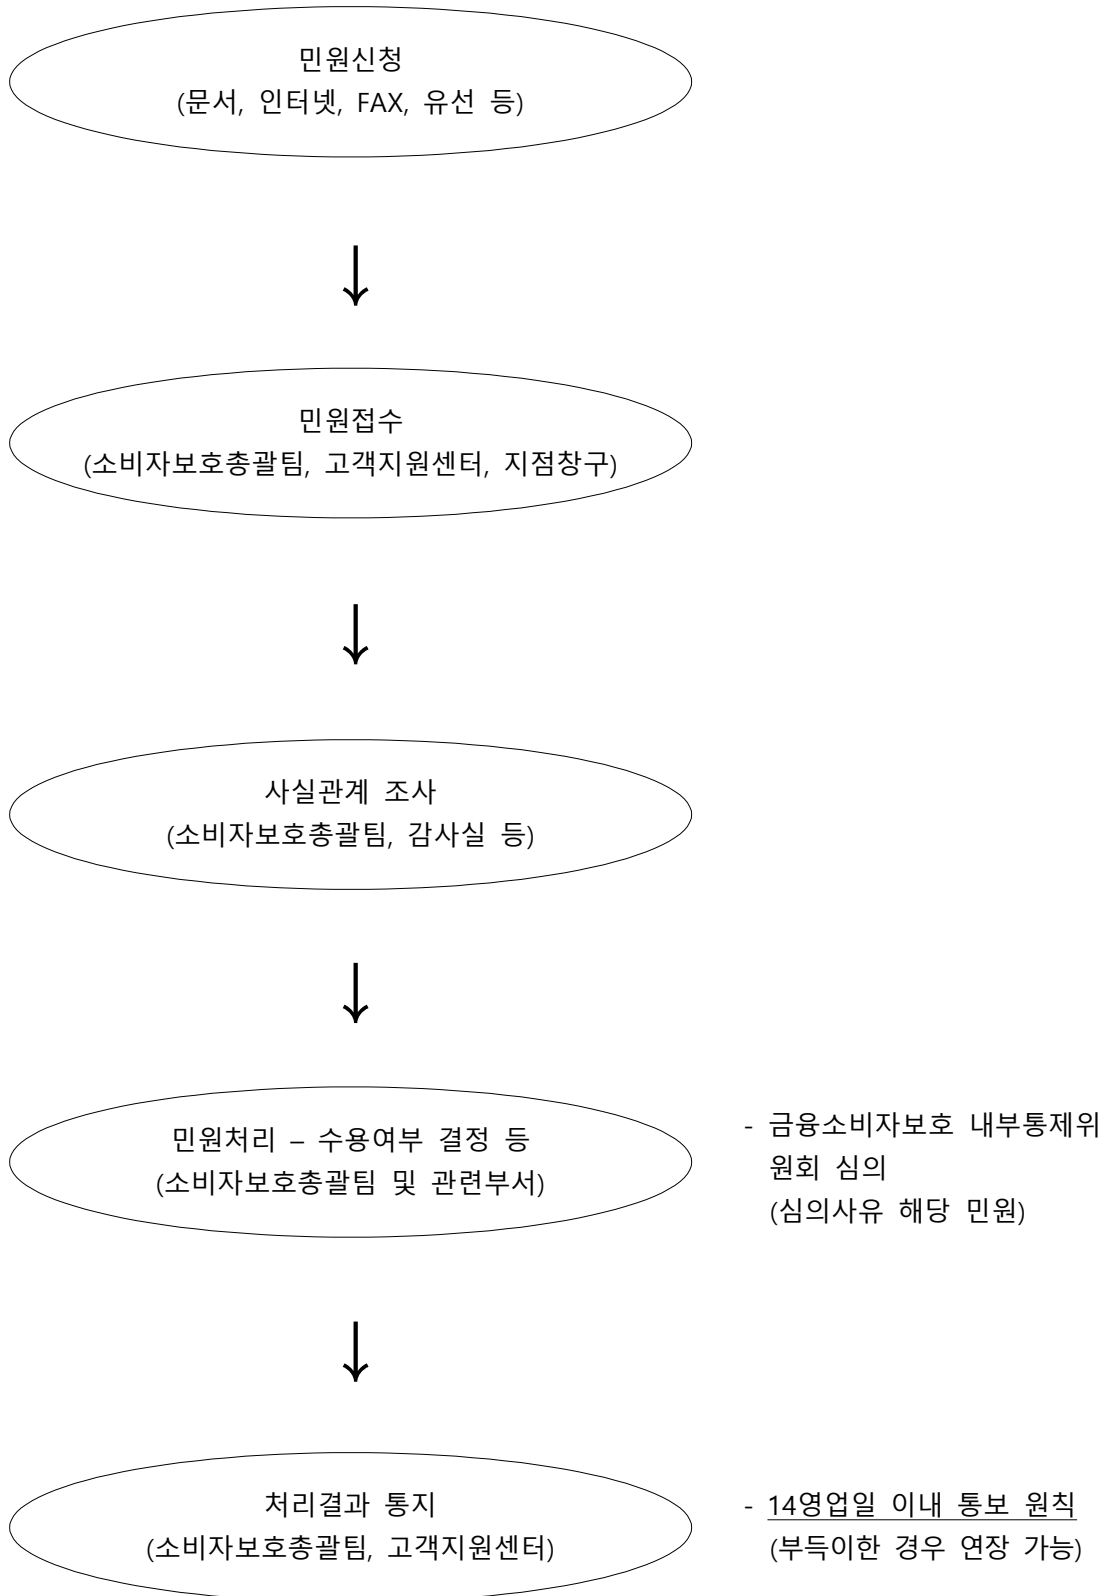 민원신청
(문서, 인터넷, FAX, 유선 등)
민원접수
(소비자보호총괄팀, 고객지원센터, 지점창구)
사실관계 조사
(소비자보호총괄팀, 감사실 등)
민원처리 – 수용여부 결정 등
(소비자보호총괄팀 및 관련부서)
- 금융소비자보호 내부통제위
원회 심의
(심의사유 해당 민원)
처리결과 통지
(소비자보호총괄팀, 고객지원센터)
- 14영업일 이내 통보 원칙
(부득이한 경우 연장 가능)